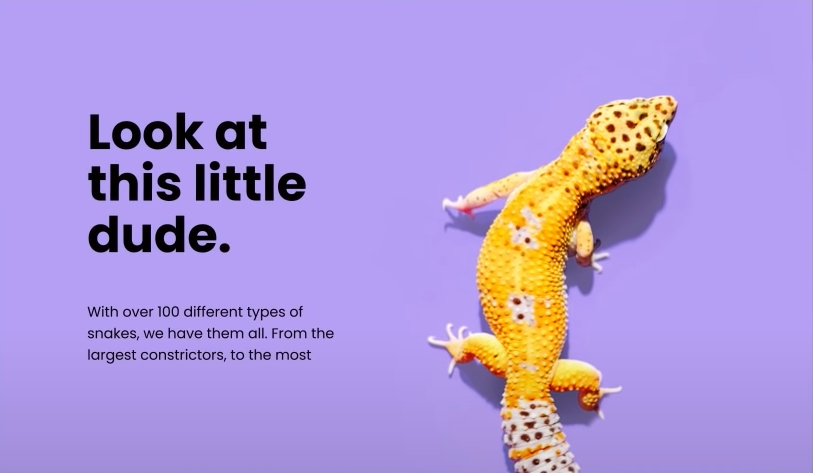 Look at
this little
dude.
With over 100 different types of
snakes, we have them all. From the
largest constrictors, to the most